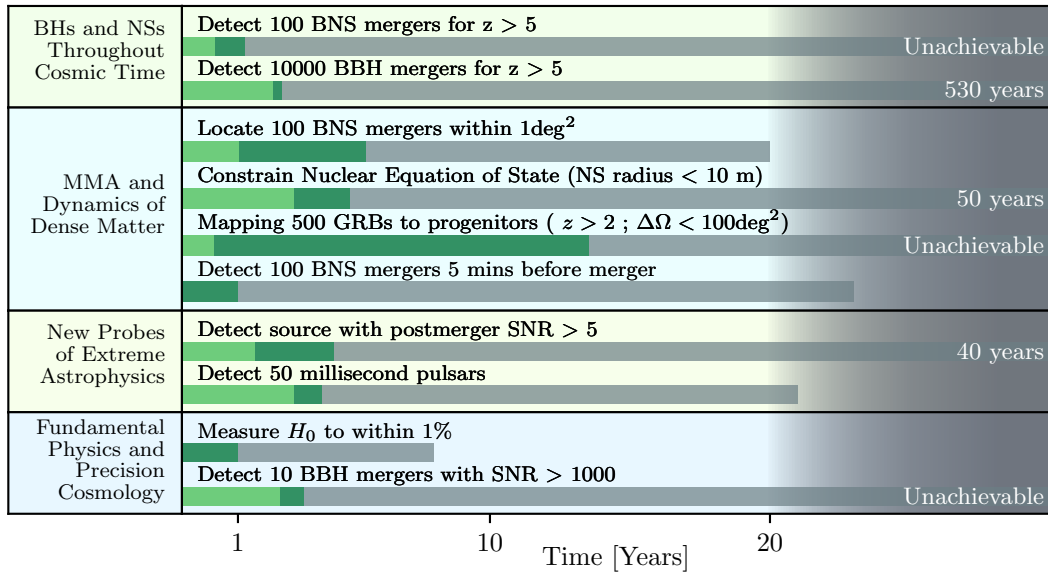 BHs and NSs
Throughout
Cosmic Time
Detect 100 BNS mergers for z > 5
Unachievable
Detect 10000 BBH mergers for z > 5
530 years
MMA and
Dynamics of
Dense Matter
Locate 100 BNS mergers within 1deg²
Constrain Nuclear Equation of State (NS radius < 10 m)
50 years
Mapping 500 GRBs to progenitors ( z > 2 ; ΔΩ < 100deg²)
Unachievable
Detect 100 BNS mergers 5 mins before merger
New Probes
of Extreme
Astrophysics
Detect source with postmerger SNR > 5
40 years
Detect 50 millisecond pulsars
Fundamental
Physics and
Precision
Cosmology
Measure H₀ to within 1%
Detect 10 BBH mergers with SNR > 1000
Unachievable
1 10 20
Time [Years]